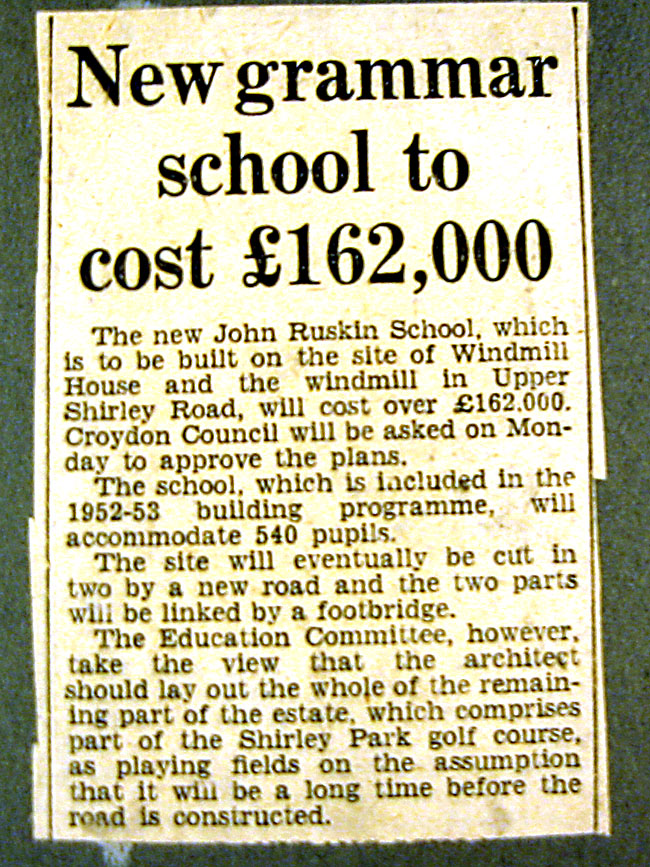 New grammar
school to
cost £162,000
The new John Ruskin School, which
is to be built on the site of Windmill
House and the windmill in Upper
Shirley Road, will cost over £162.000.
Croydon Council will be asked on Mon-
day to approve the plans.
The school, which is included in the
1952-53 building programme, will
accommodate 540 pupils.
The site will eventually be cut in
two by a new road and the two parts
will be linked by a footbridge.
The Education Committee, however,
take the view that the architect
should lay out the whole of the remain-
ing part of the estate, which comprises
part of the Shirley Park golf course,
as playing fields on the assumption
that it will be a long time before the
road is constructed.